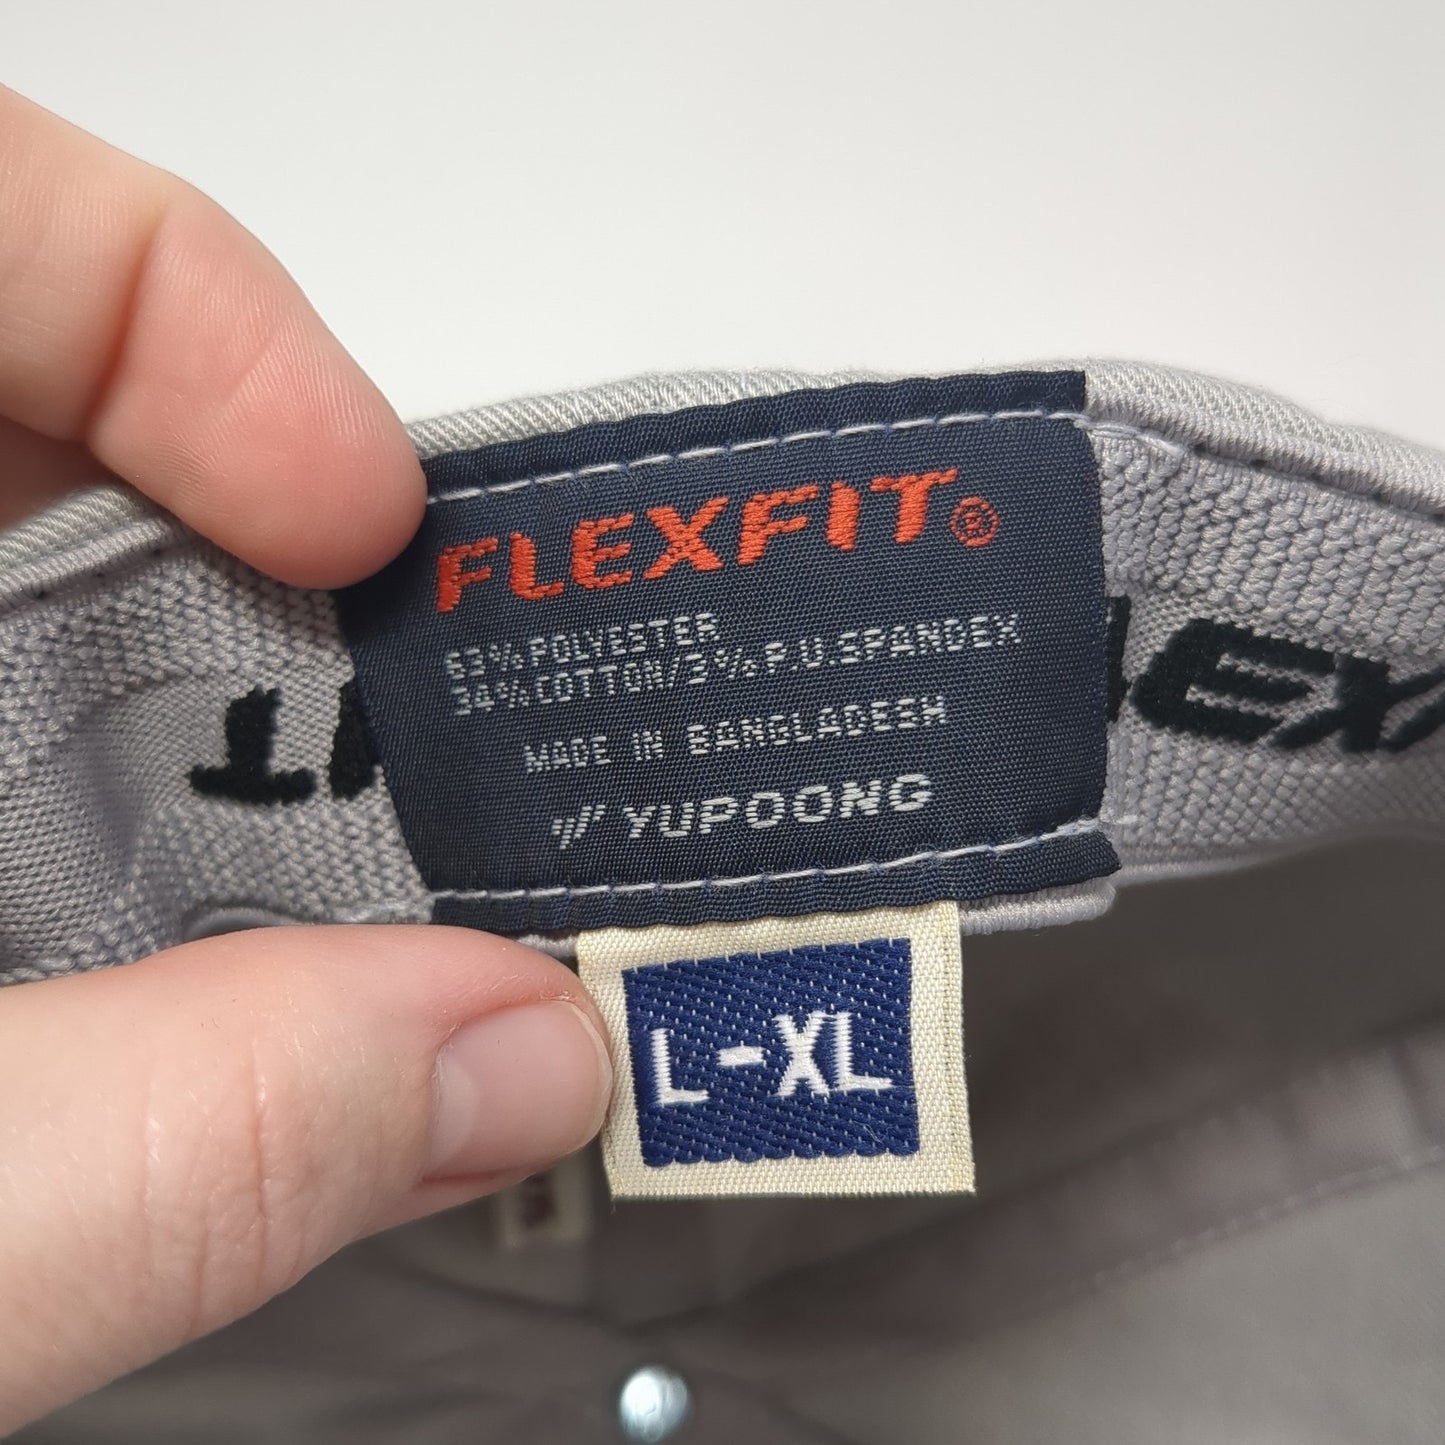 FLEXFIT®
63% POLYESTER
34% COTTON/3% P.U.SPANDEX
MADE IN BANGLADESH
YUPOONG
L-XL